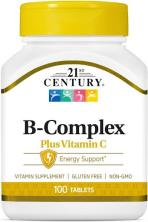 21ST
CENTURY
B-Complex
Plus Vitamin C
Energy Support*
VITAMIN SUPPLEMENT | GLUTEN FREE | NON-GMO
100 TABLETS